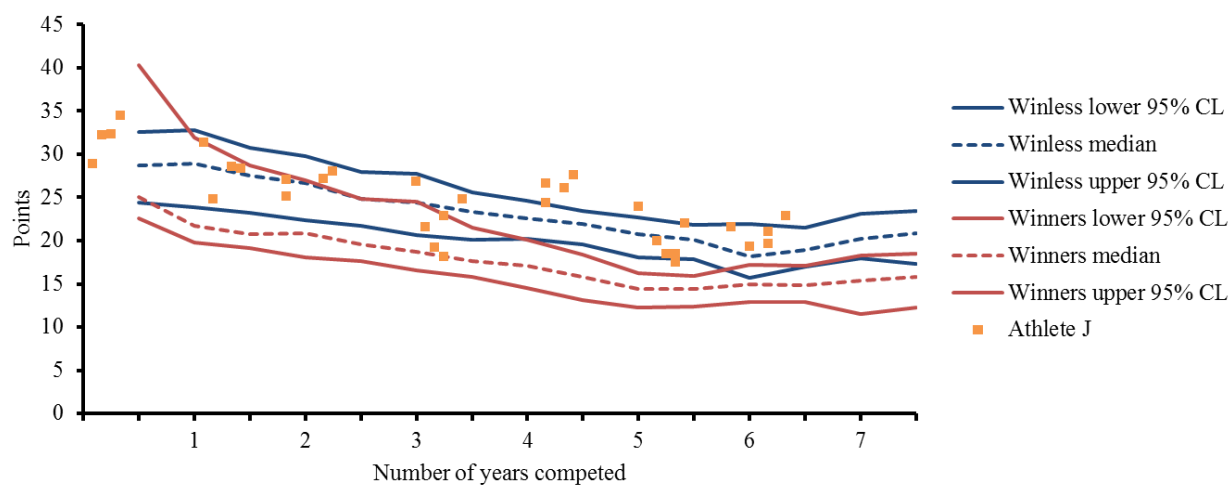 45
40
35
30
25
20
15
10
5
0
Points
1 2 3 4 5 6 7
Number of years competed
Winless lower 95% CL
Winless median
Winless upper 95% CL
Winners lower 95% CL
Winners median
Winners upper 95% CL
Athlete J